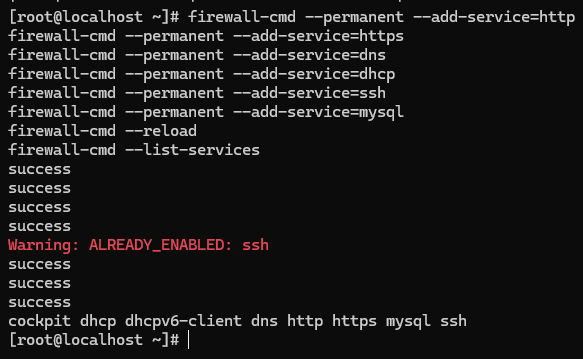 [root@localhost ~]# firewall-cmd --permanent --add-service=http
firewall-cmd --permanent --add-service=https
firewall-cmd --permanent --add-service=dns
firewall-cmd --permanent --add-service=dhcp
firewall-cmd --permanent --add-service=ssh
firewall-cmd --permanent --add-service=mysql
firewall-cmd --reload
firewall-cmd --list-services
success
success
success
success
Warning: ALREADY_ENABLED: ssh
success
success
success
cockpit dhcp dhcpv6-client dns http https mysql ssh
[root@localhost ~]#